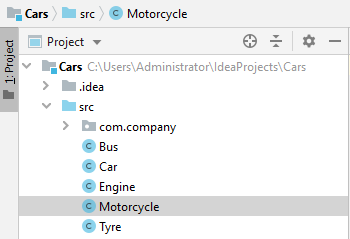 Cars src Motorcycle
1: Project
Project
Cars C:\Users\Administrator\IdeaProjects\Cars
.idea
src
com.company
C Bus
C Car
C Engine
C Motorcycle
C Tyre